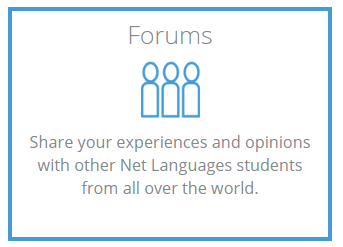 Forums
Share your experiences and opinions
with other Net Languages students
from all over the world.